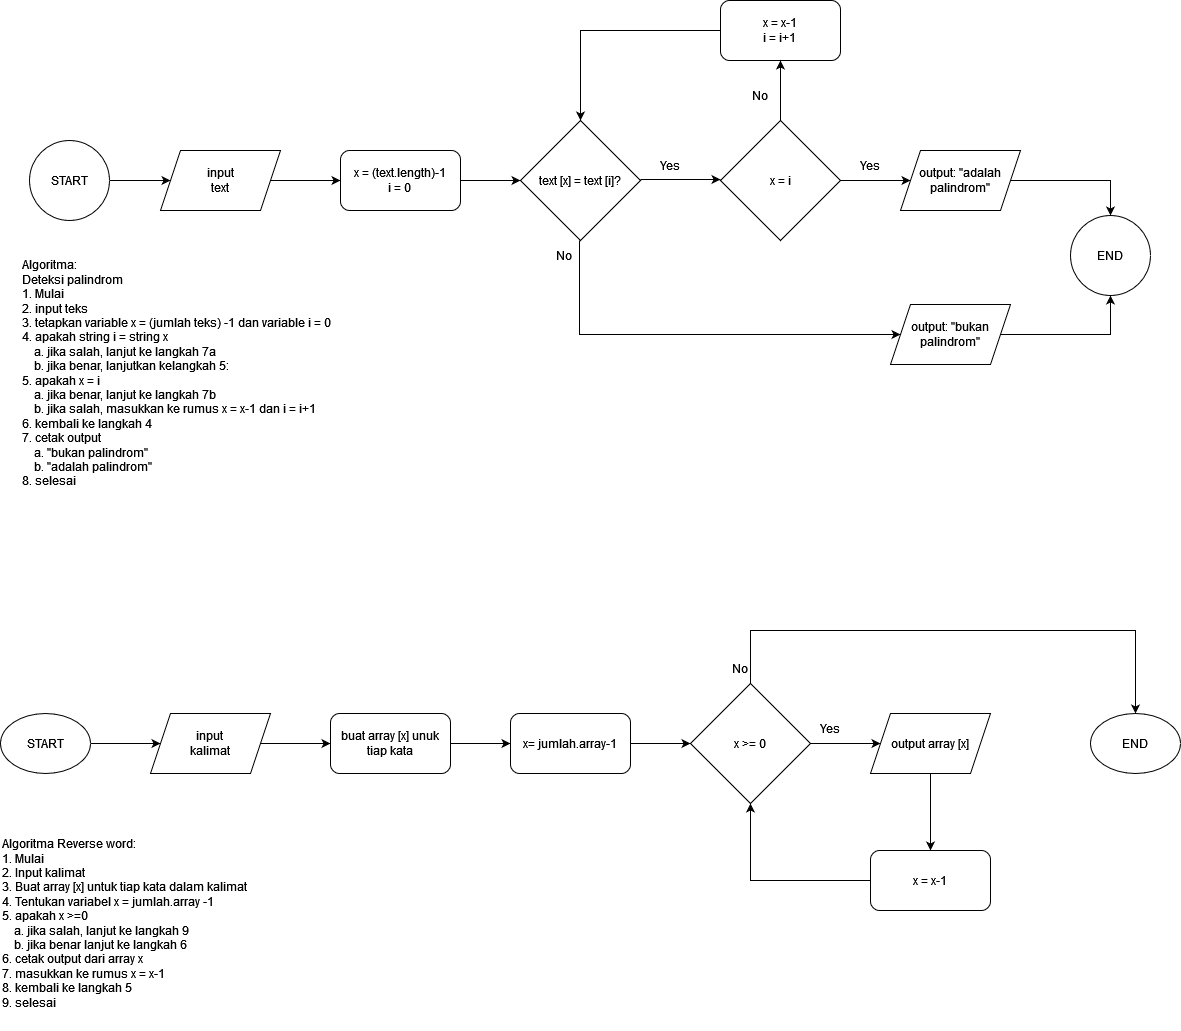 x = x-1
i = i+1
No
START
input
text
x = (text.length)-1
i = 0
text [x] = text [i]?
Yes
x = i
Yes
output: "adalah
palindrom"
END
No
output: "bukan
palindrom"
Algoritma:
Deteksi palindrom
1. Mulai
2. input teks
3. tetapkan variable x = (jumlah teks) -1 dan variable i = 0
4. apakah string i = string x
a. jika salah, lanjut ke langkah 7a
b. jika benar, lanjutkan kelangkah 5:
5. apakah x = i
a. jika benar, lanjut ke langkah 7b
b. jika salah, masukkan ke rumus x = x-1 dan i = i+1
6. kembali ke langkah 4
7. cetak output
a. "bukan palindrom"
b. "adalah palindrom"
8. selesai
No
START
input
kalimat
buat array [x] unuk
tiap kata
x= jumlah.array-1
x >= 0
Yes
output array [x]
END
x = x-1
Algoritma Reverse word:
1. Mulai
2. Input kalimat
3. Buat array [x] untuk tiap kata dalam kalimat
4. Tentukan variabel x = jumlah.array -1
5. apakah x >=0
a. jika salah, lanjut ke langkah 9
b. jika benar lanjut ke langkah 6
6. cetak output dari array x
7. masukkan ke rumus x = x-1
8. kembali ke langkah 5
9. selesai